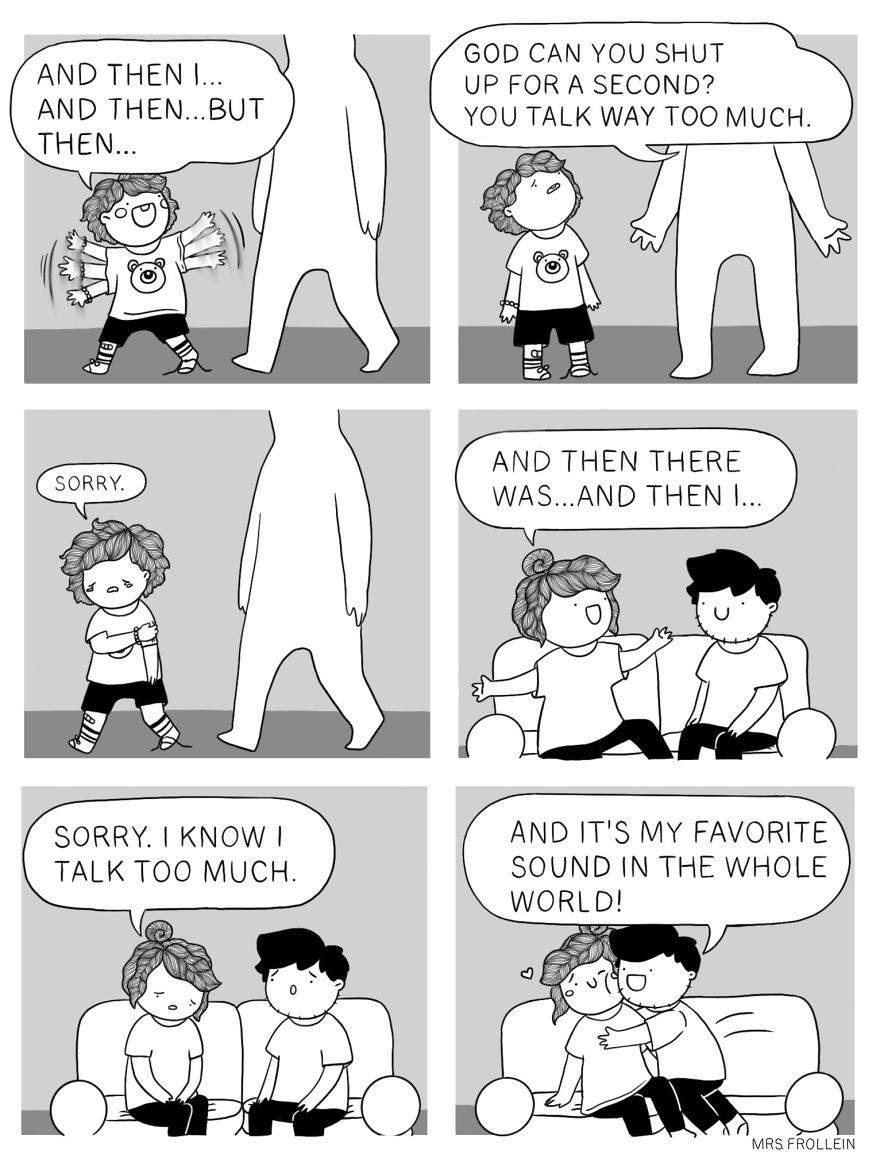 AND THEN I...
AND THEN...BUT
THEN...
GOD CAN YOU SHUT
UP FOR A SECOND?
YOU TALK WAY TOO MUCH.
SORRY.
AND THEN THERE
WAS...AND THEN I...
SORRY. I KNOW I
TALK TOO MUCH.
AND IT'S MY FAVORITE
SOUND IN THE WHOLE
WORLD!
MRS. FROLLEIN